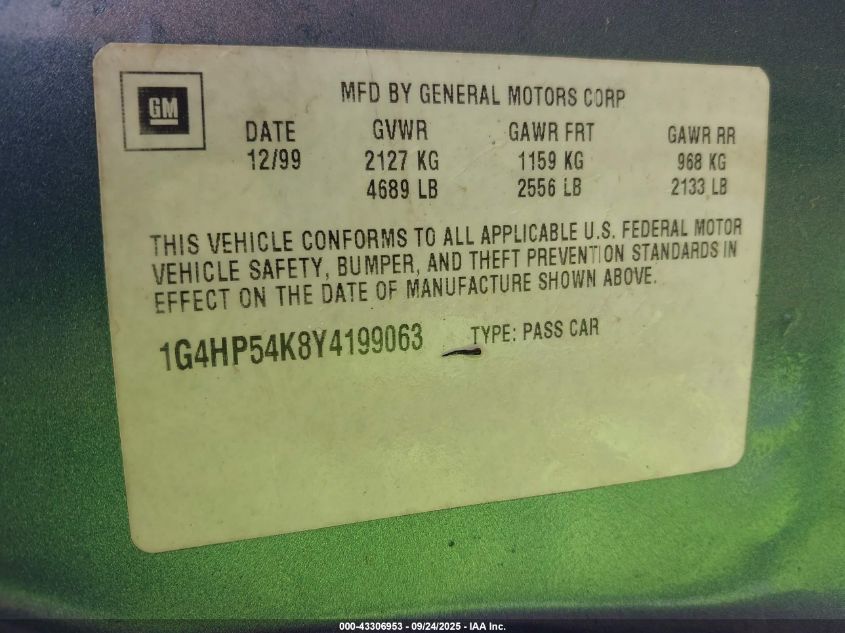 GM
MFD BY GENERAL MOTORS CORP
DATE GVWR GAWR FRT GAWR RR
12/99 2127 KG 1159 KG 968 KG
4689 LB 2556 LB 2133 LB
THIS VEHICLE CONFORMS TO ALL APPLICABLE U.S. FEDERAL MOTOR
VEHICLE SAFETY, BUMPER, AND THEFT PREVENTION STANDARDS IN
EFFECT ON THE DATE OF MANUFACTURE SHOWN ABOVE.
1G4HP54K8Y4199063 TYPE: PASS CAR
000-43306953 - 09/24/2025 - IAA Inc.